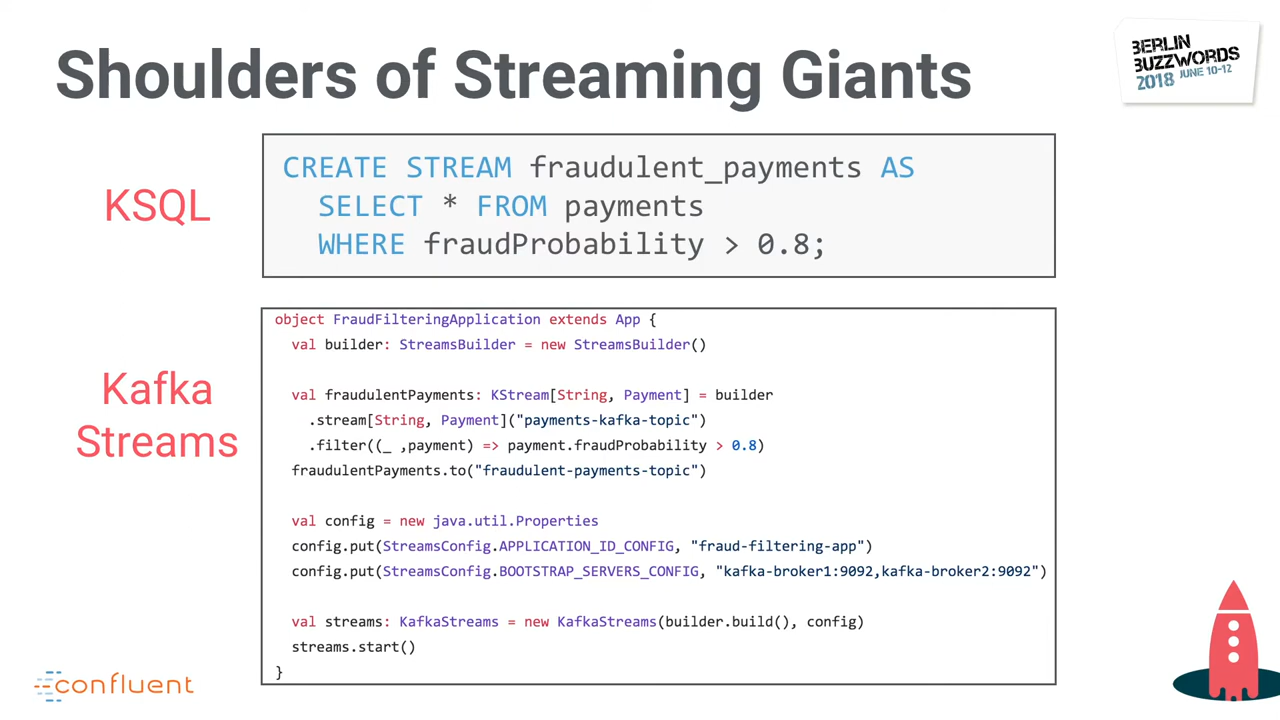 Shoulders of Streaming Giants
BERLIN
BUZZWORDS
2018 JUNE 10-12
KSQL
CREATE STREAM fraudulent_payments AS
SELECT * FROM payments
WHERE fraudProbability > 0.8;
Kafka
Streams
object FraudFilteringApplication extends App {
val builder: StreamsBuilder = new StreamsBuilder()
val fraudulentPayments: KStream[String, Payment] = builder
.stream[String, Payment]("payments-kafka-topic")
.filter((_ ,payment) => payment.fraudProbability > 0.8)
fraudulentPayments.to("fraudulent-payments-topic")
val config = new java.util.Properties
config.put(StreamsConfig.APPLICATION_ID_CONFIG, "fraud-filtering-app")
config.put(StreamsConfig.BOOTSTRAP_SERVERS_CONFIG, "kafka-broker1:9092,kafka-broker2:9092")
val streams: KafkaStreams = new KafkaStreams(builder.build(), config)
streams.start()
}
confluent